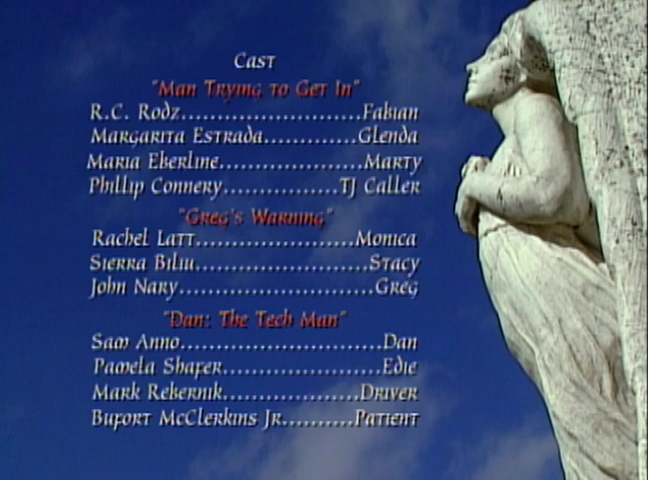 Cast
"Man Trying to Get In"
R.C. Rodz..........................Fabian
Margarita Estrada.............Glenda
Maria Eberline....................Marty
Phillip Connery................TJ Caller
"Greg's Warning"
Rachel Latt......................Monica
Sierra Biliu........................Stacy
John Nary...........................Greg
"Dan: The Tech Man"
Sam Anno................................Dan
Pamela Shafer......................Edie
Mark Rebernik...................Driver
Bufort McClerkins Jr..........Patient